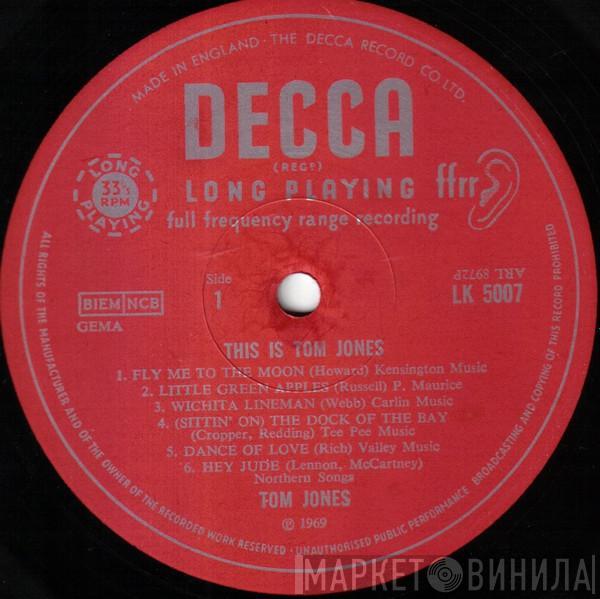 MADE IN ENGLAND · THE DECCA RECORD CO LTD.
DECCA
(REGD)
LONG PLAYING
33⅓
RPM
LONG PLAYING ffrr
full frequency range recording
Side
1
BIEM NCB
GEMA
ARL 8972P
LK 5007
THIS IS TOM JONES
1. FLY ME TO THE MOON (Howard) Kensington Music
2. LITTLE GREEN APPLES (Russell) P. Maurice
3. WICHITA LINEMAN (Webb) Carlin Music
4. (SITTIN' ON) THE DOCK OF THE BAY
(Cropper, Redding) Tee Pee Music
5. DANCE OF LOVE (Rich) Valley Music
6. HEY JUDE (Lennon, McCartney)
Northern Songs
TOM JONES
℗ 1969
ALL RIGHTS OF THE MANUFACTURER AND OF THE OWNER OF THE RECORDED WORK RESERVED · UNAUTHORISED PUBLIC PERFORMANCE BROADCASTING AND COPYING OF THIS RECORD PROHIBITED
МАРКЕТ ВИНИЛА